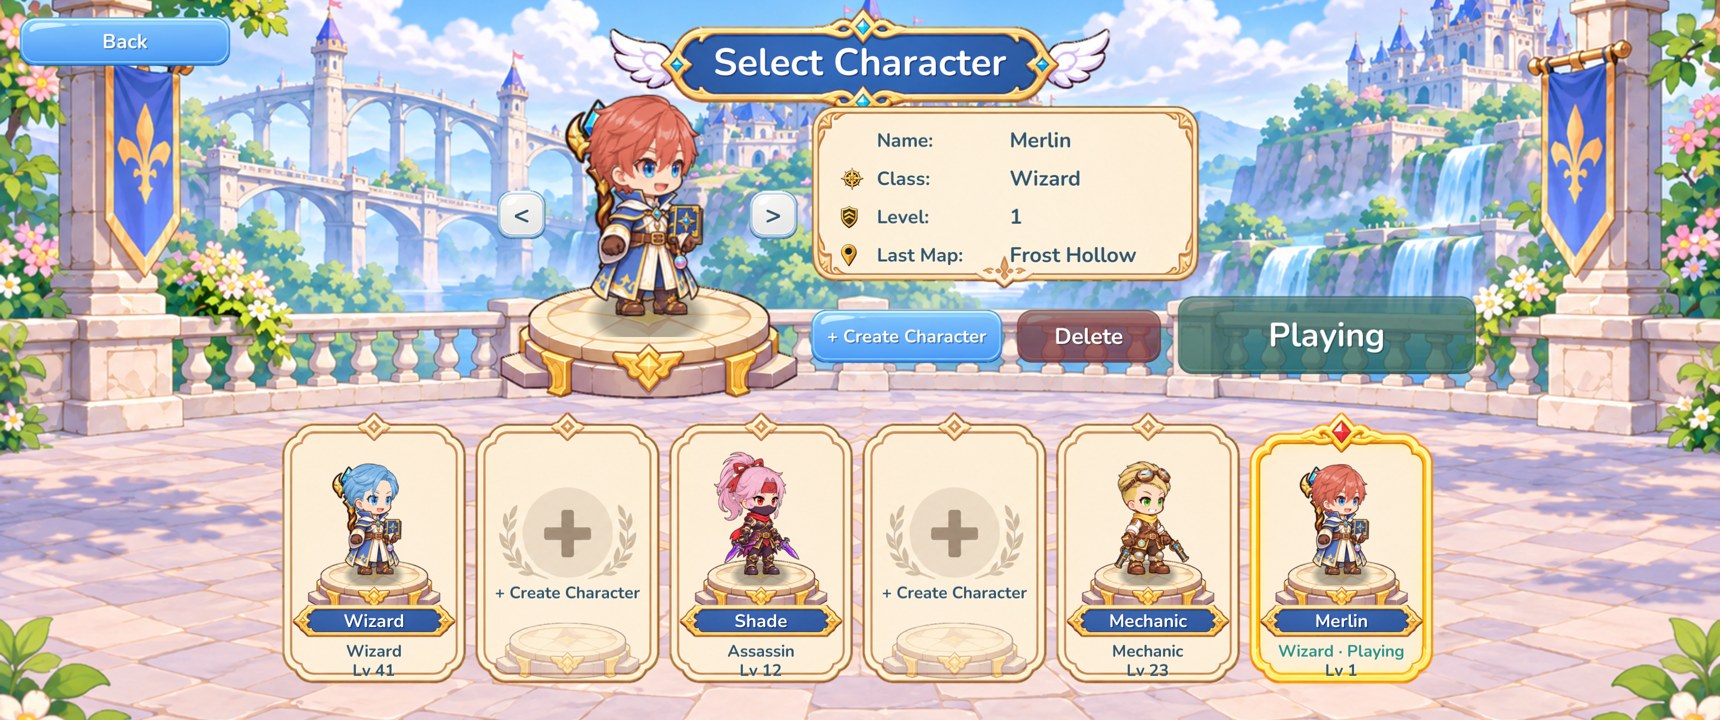 Back
Select Character
Name: Merlin
Class: Wizard
Level: 1
Last Map: Frost Hollow
<
>
+ Create Character
Delete
Playing
Wizard
Wizard
Lv 41
+ Create Character
Shade
Assassin
Lv 12
+ Create Character
Mechanic
Mechanic
Lv 23
Merlin
Wizard · Playing
Lv 1